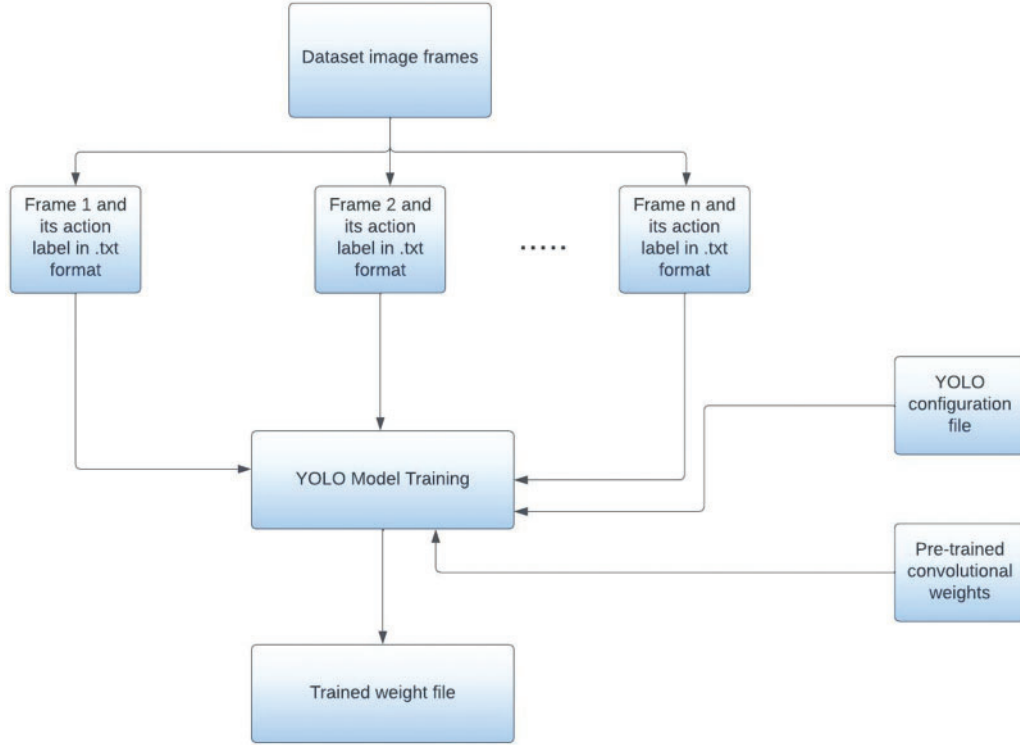 Dataset image frames
Frame 1 and
its action
label in .txt
format
Frame 2 and
its action
label in .txt
format
.....
Frame n and
its action
label in .txt
format
YOLO
configuration
file
YOLO Model Training
Pre-trained
convolutional
weights
Trained weight file